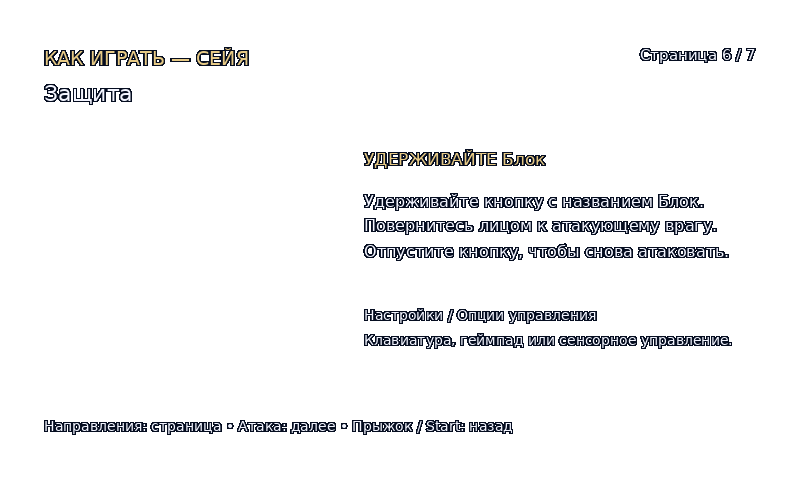 КАК ИГРАТЬ — СЕЙЯ
Страница 6 / 7
Защита
УДЕРЖИВАЙТЕ Блок
Удерживайте кнопку с названием Блок.
Повернитесь лицом к атакующему врагу.
Отпустите кнопку, чтобы снова атаковать.
Настройки / Опции управления
Клавиатура, геймпад или сенсорное управление.
Направления: страница • Атака: далее • Прыжок / Start: назад